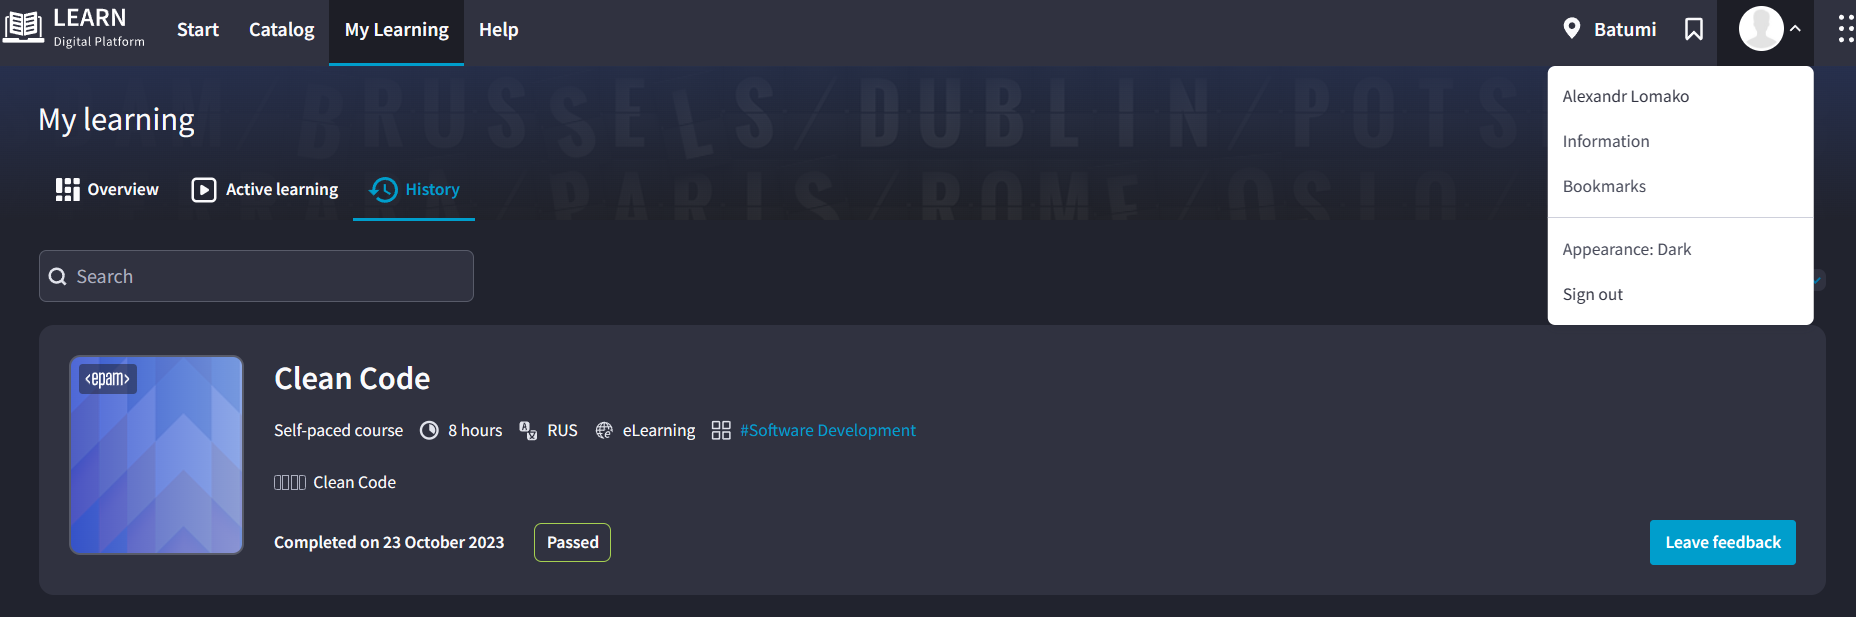 LEARN
Digital Platform
Start Catalog My Learning Help
Batumi
BRUSSELS / DUBLIN / POTS
PARIS / ROME / OSLO
My learning
Alexandr Lomako
Information
Bookmarks
Appearance: Dark
Sign out
Overview Active learning History
Search
<epam>
Clean Code
Self-paced course 8 hours RUS eLearning #Software Development
Clean Code
Completed on 23 October 2023 Passed
Leave feedback